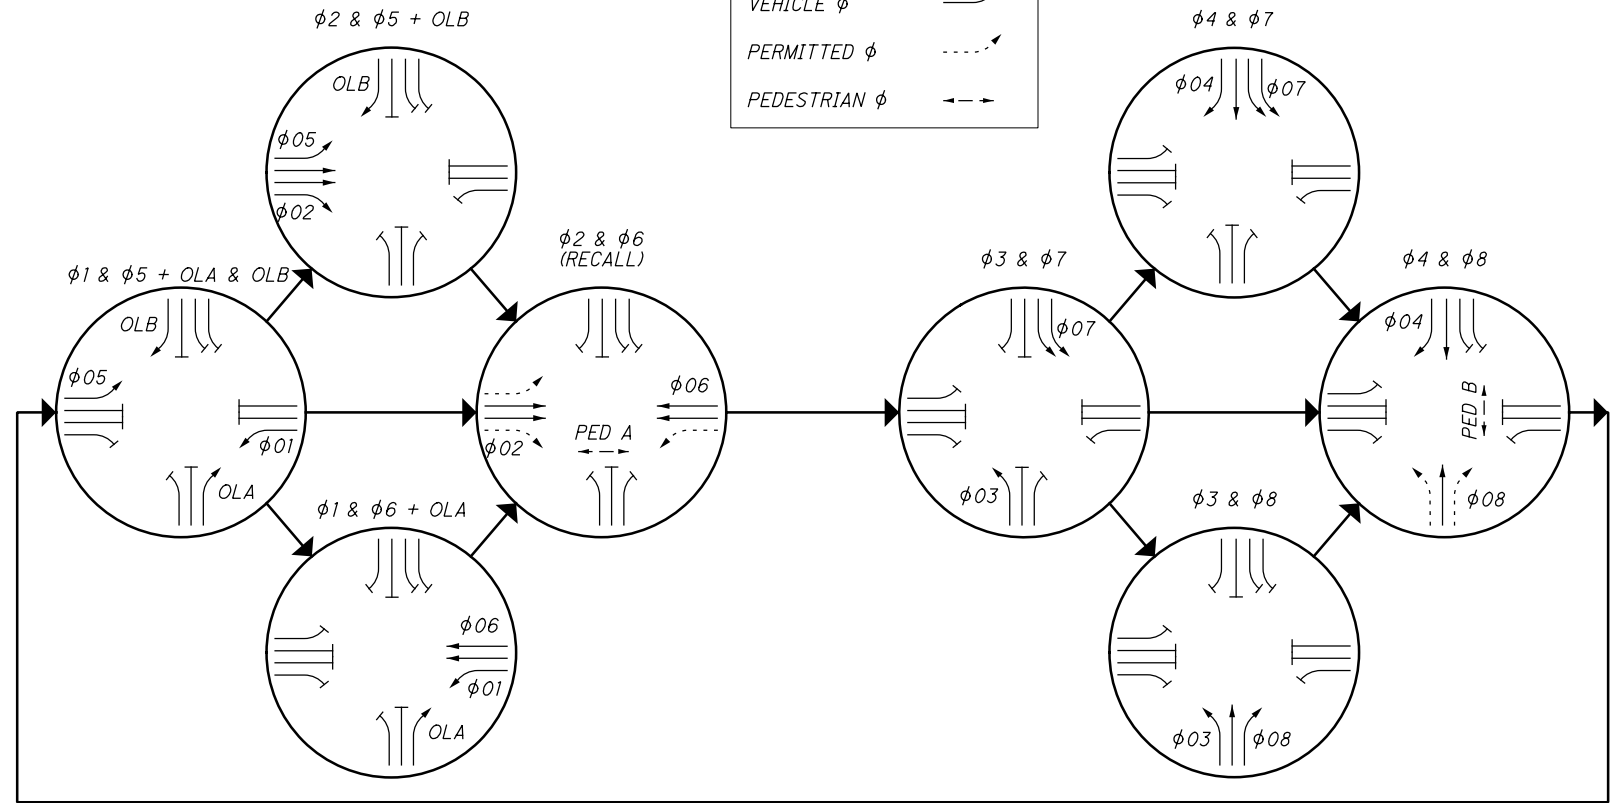 VEHICLE ϕ
PERMITTED ϕ
PEDESTRIAN ϕ
ϕ2 & ϕ5 + OLB
OLB
ϕ05
ϕ02
ϕ1 & ϕ5 + OLA & OLB
OLB
ϕ05
ϕ01
OLA
ϕ2 & ϕ6
(RECALL)
ϕ06
ϕ02
PED A
ϕ1 & ϕ6 + OLA
ϕ06
ϕ01
OLA
ϕ4 & ϕ7
ϕ04
ϕ07
ϕ3 & ϕ7
ϕ07
ϕ03
ϕ4 & ϕ8
ϕ04
PED B
ϕ08
ϕ3 & ϕ8
ϕ03
ϕ08